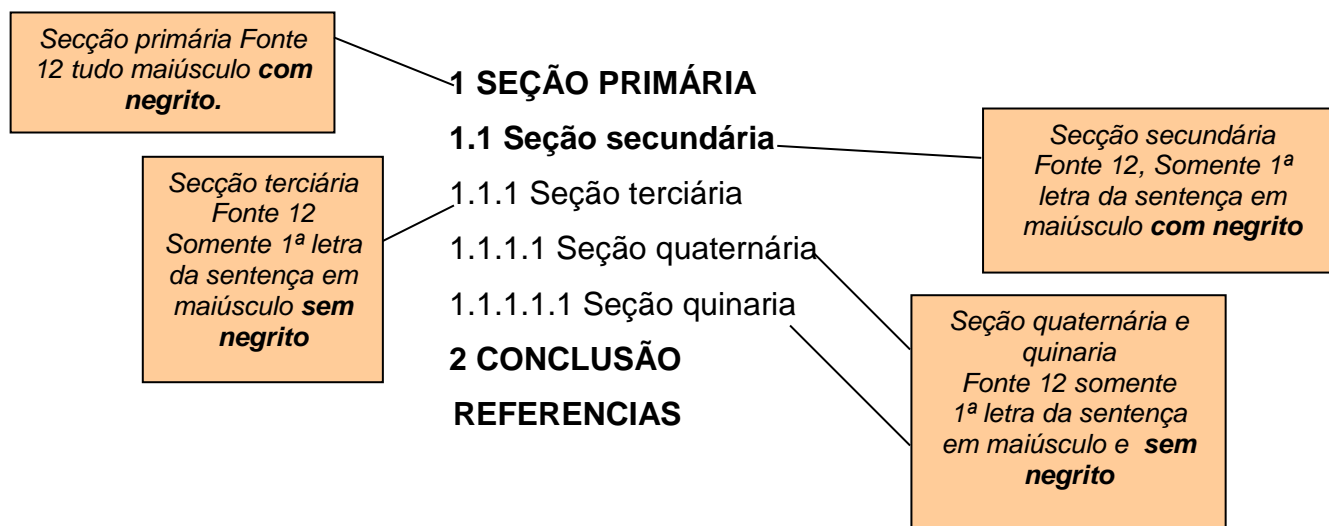 Secção primária Fonte
12 tudo maiúsculo com
negrito.
1 SEÇÃO PRIMÁRIA
1.1 Seção secundária
1.1.1 Seção terciária
1.1.1.1 Seção quaternária
1.1.1.1.1 Seção quinaria
2 CONCLUSÃO
REFERENCIAS
Secção terciária
Fonte 12
Somente 1ª letra
da sentença em
maiúsculo sem
negrito
Secção secundária
Fonte 12, Somente 1ª
letra da sentença em
maiúsculo com negrito
Seção quaternária e
quinaria
Fonte 12 somente
1ª letra da sentença
em maiúsculo e sem
negrito